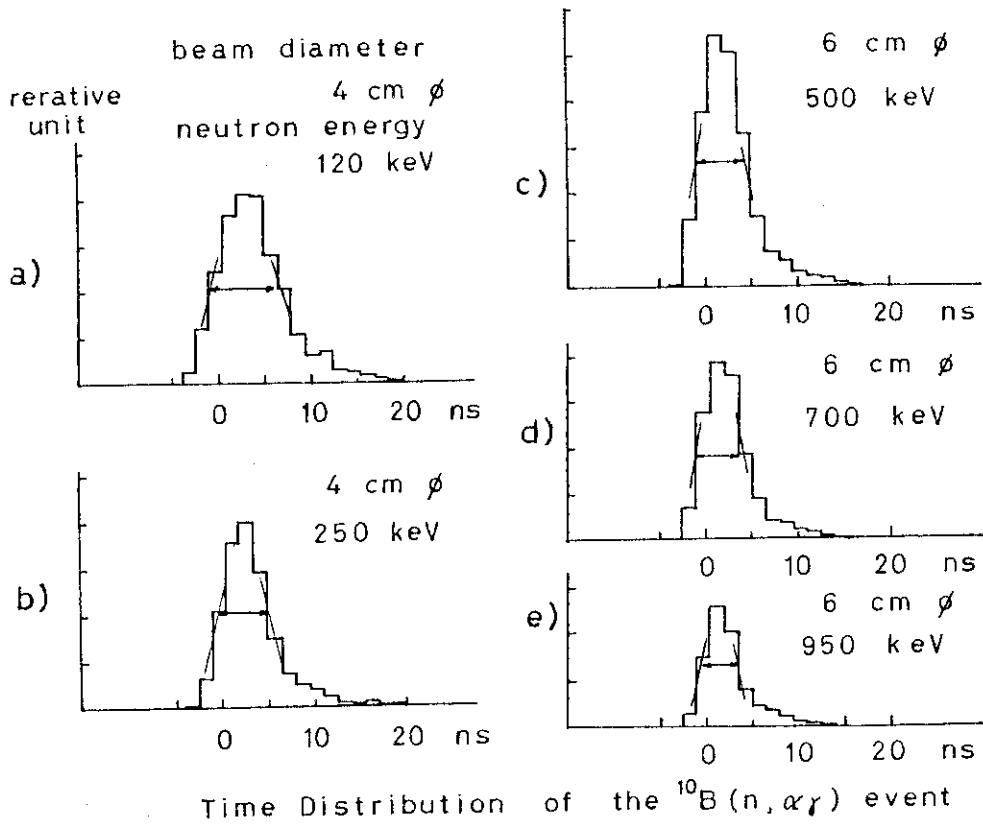 beam diameter
4 cm ϕ
rerative
unit
neutron energy
120 keV
a)
0 10 20 ns
4 cm ϕ
250 keV
b)
0 10 20 ns
6 cm ϕ
500 keV
c)
0 20 ns
6 cm ϕ
700 keV
d)
0 10 20 ns
6 cm ϕ
950 keV
e)
0 10 20 ns
Time Distribution of the ¹⁰B(n,αγ) event